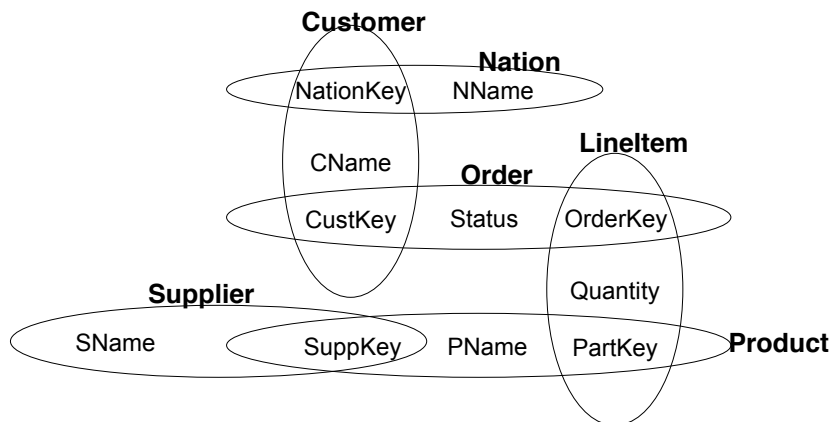 Customer
Nation
NationKey NName
LineItem
CName
Order
CustKey Status OrderKey
Quantity
Supplier
SName SuppKey PName PartKey Product